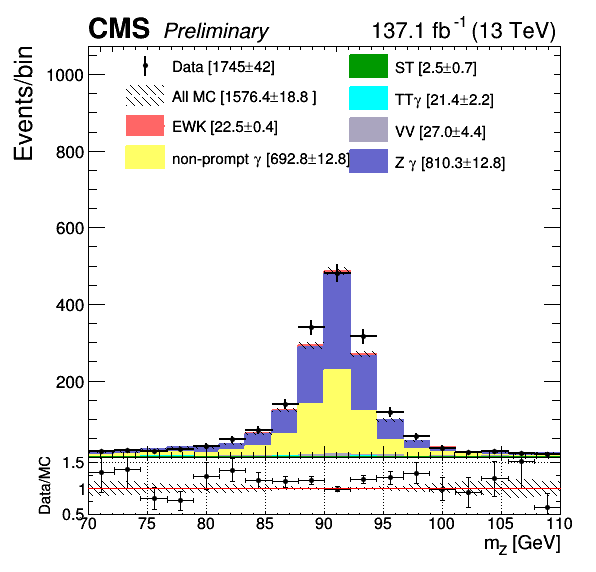 CMS Preliminary 137.1 fb⁻¹ (13 TeV)
Events/bin
1000
800
600
400
200
Data [1745±42]
All MC [1576.4±18.8 ]
EWK [22.5±0.4]
non-prompt γ [692.8±12.8]
ST [2.5±0.7]
TTγ [21.4±2.2]
VV [27.0±4.4]
Z γ [810.3±12.8]
Data/MC
1.5
1
0.5
70 75 80 85 90 95 100 105 110
m_Z [GeV]